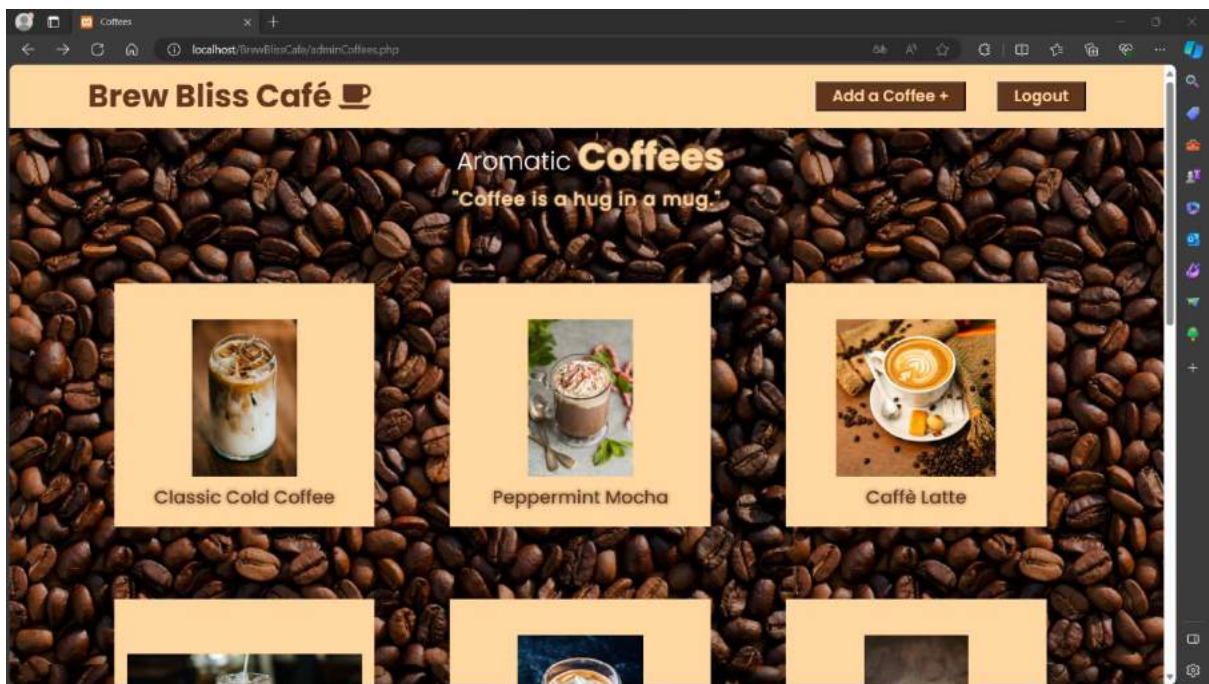 Coffees
localhost/BrewBlissCafe/adminCoffees.php
Brew Bliss Café
Add a Coffee +
Logout
Aromatic Coffees
"Coffee is a hug in a mug."
Classic Cold Coffee
Peppermint Mocha
Caffè Latte